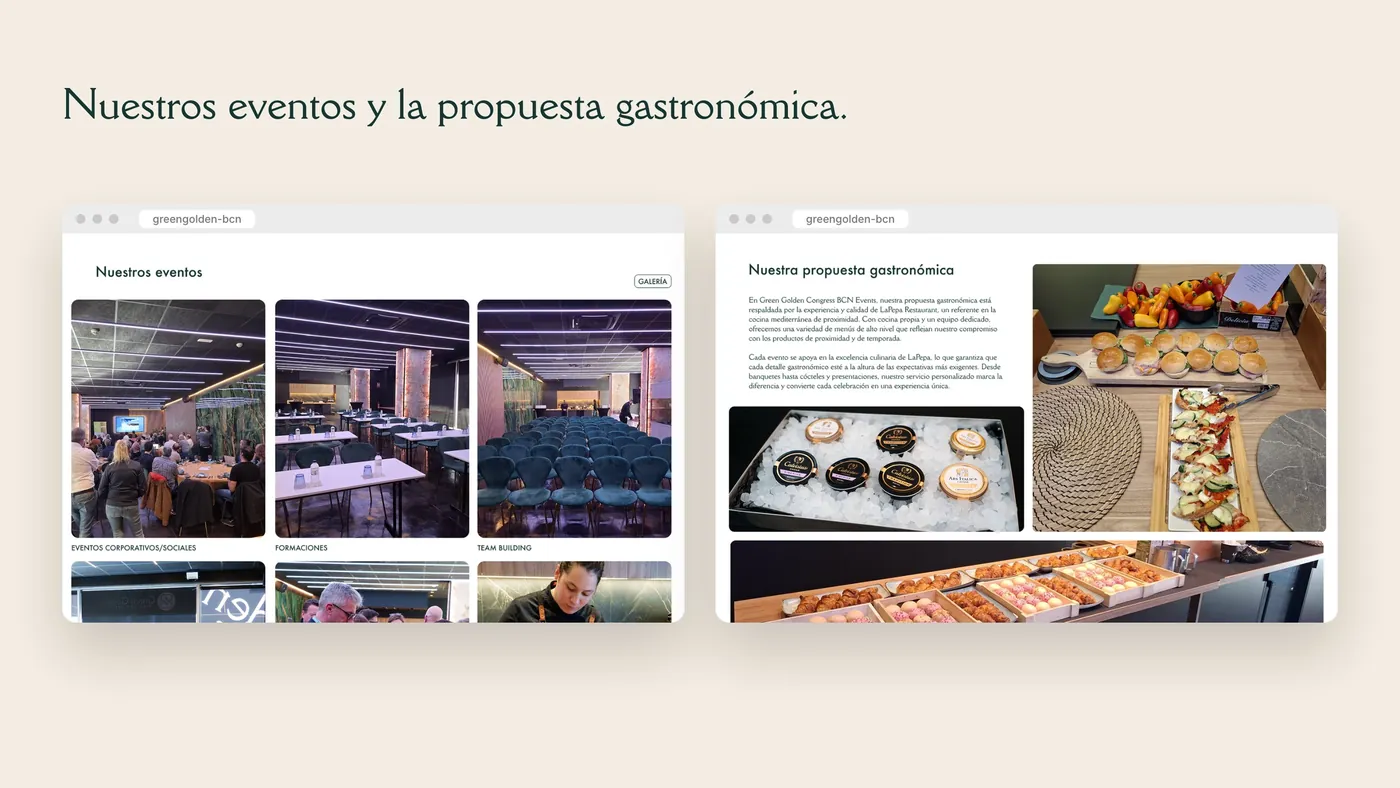 Nuestros eventos y la propuesta gastronómica.
greengolden-bcn
Nuestros eventos
GALERÍA
EVENTOS CORPORATIVOS/SOCIALES
FORMACIONES
TEAM BUILDING
greengolden-bcn
Nuestra propuesta gastronómica
En Green Golden Congress BCN Events, nuestra propuesta gastronómica está
respaldada por la experiencia y calidad de LaPepa Restaurant, un referente en la
cocina mediterránea de proximidad. Con cocina propia y un equipo dedicado,
ofrecemos una variedad de menús de alto nivel que reflejan nuestro compromiso
con los productos de proximidad y de temporada.
Cada evento se apoya en la excelencia culinaria de LaPepa, lo que garantiza que
cada detalle gastronómico esté a la altura de las expectativas más exigentes. Desde
banquetes hasta cócteles y presentaciones, nuestro servicio personalizado marca la
diferencia y convierte cada celebración en una experiencia única.